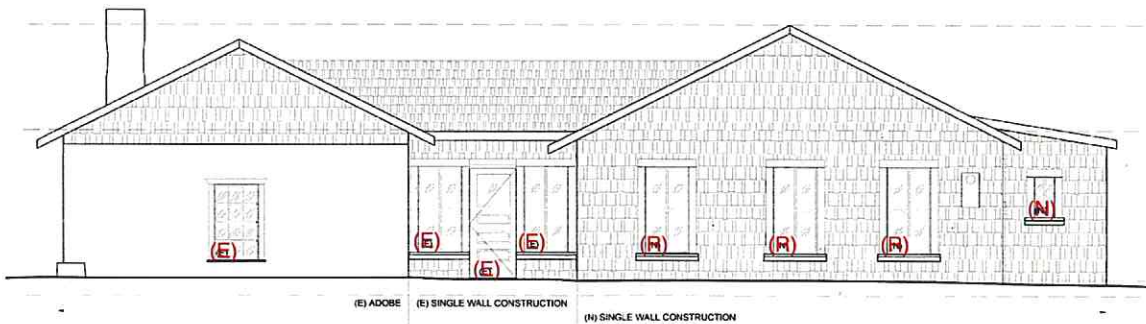 (N)
(E) (E) (R) (R) (R)
(E)
(E)
(E) ADOBE (E) SINGLE WALL CONSTRUCTION
(N) SINGLE WALL CONSTRUCTION